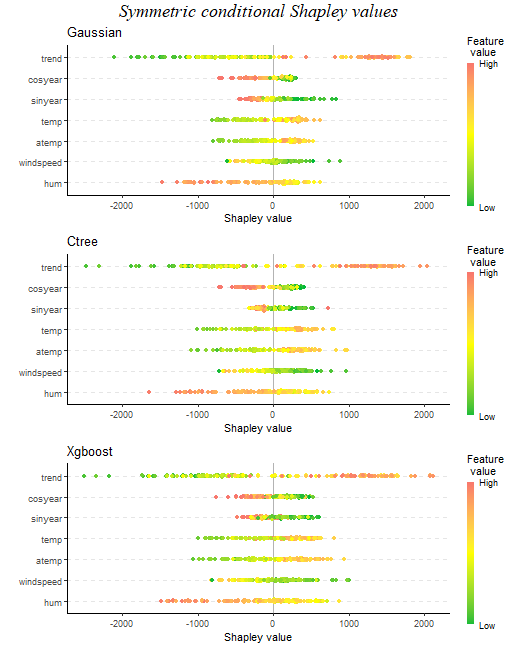 Symmetric conditional Shapley values
Gaussian
trend
cosyear
sinyear
temp
atemp
windspeed
hum
-2000 -1000 0 1000 2000
Shapley value
Feature
value
High
Low
Ctree
trend
cosyear
sinyear
temp
atemp
windspeed
hum
-2000 -1000 0 1000 2000
Shapley value
Feature
value
High
Low
Xgboost
trend
cosyear
sinyear
temp
atemp
windspeed
hum
-2000 -1000 0 1000 2000
Shapley value
Feature
value
High
Low